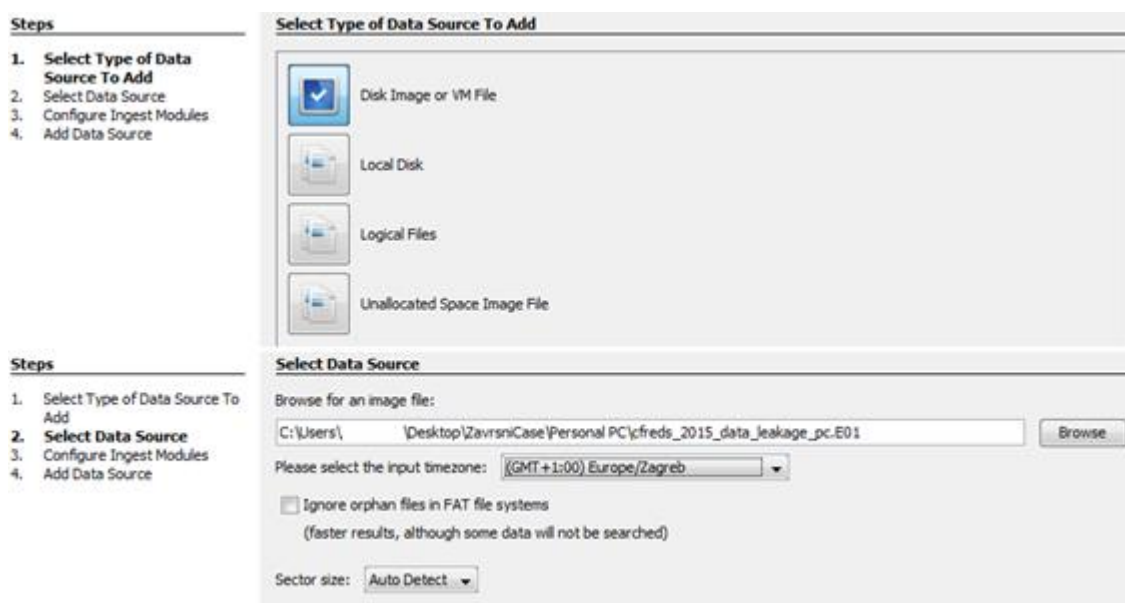 Steps
Select Type of Data Source To Add
1. Select Type of Data
Source To Add
2. Select Data Source
3. Configure Ingest Modules
4. Add Data Source
Disk Image or VM File
Local Disk
Logical Files
Unallocated Space Image File
Steps
Select Data Source
1. Select Type of Data Source To
Add
2. Select Data Source
3. Configure Ingest Modules
4. Add Data Source
Browse for an image file:
C:\Users\ \Desktop\ZavrsniCase\Personal PC\cfreds_2015_data_leakage_pc.E01
Browse
Please select the input timezone: (GMT+1:00) Europe/Zagreb
Ignore orphan files in FAT file systems
(faster results, although some data will not be searched)
Sector size: Auto Detect